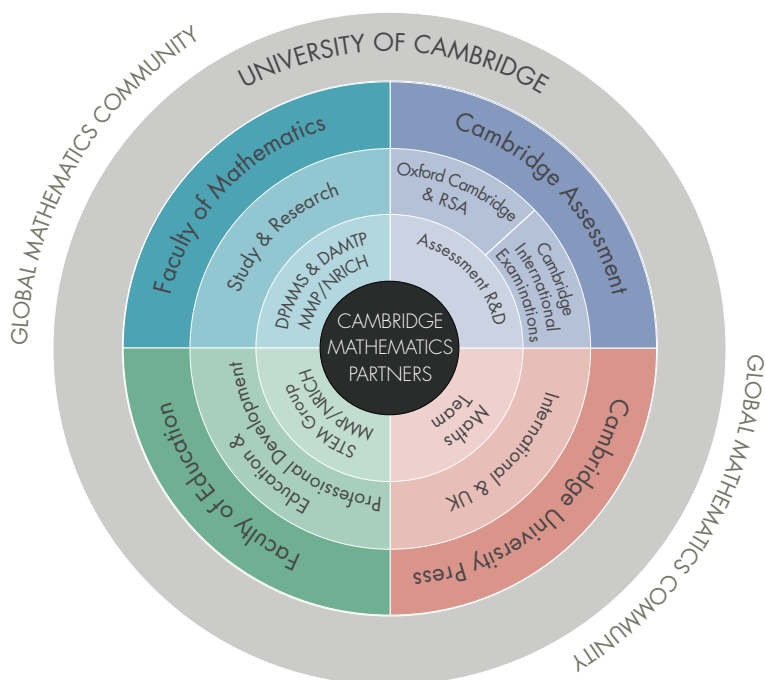 GLOBAL MATHEMATICS COMMUNITY
UNIVERSITY OF CAMBRIDGE
Faculty of Mathematics
Study & Research
DPMMS & DAMTP
MMP/NRICH
Cambridge Assessment
Oxford Cambridge
& RSA
Cambridge
International
Examinations
Assessment R&D
CAMBRIDGE
MATHEMATICS
PARTNERS
STEM Group
MMP/NRICH
Education &
Professional Development
Faculty of Education
Maths
Team
International & UK
Cambridge University Press
GLOBAL MATHEMATICS COMMUNITY